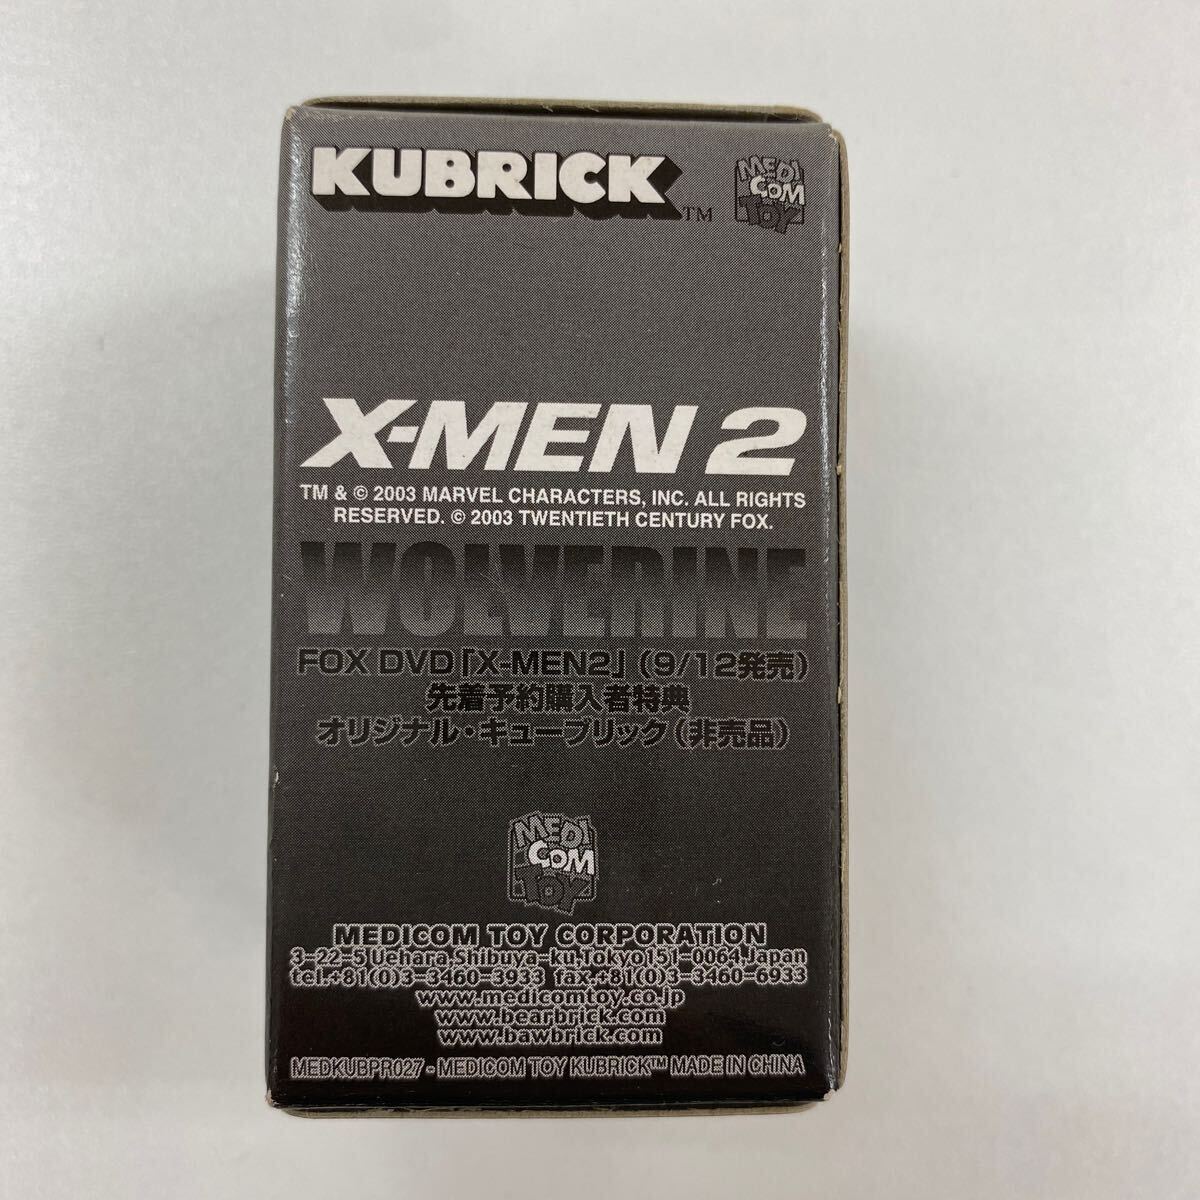 KUBRICK TM
MEDI
COM
TOY
X-MEN 2
TM & © 2003 MARVEL CHARACTERS, INC. ALL RIGHTS
RESERVED. © 2003 TWENTIETH CENTURY FOX.
WOLVERINE
FOX DVD「X-MEN2」(9/12発売)
先着予約購入者特典
オリジナル・キューブリック(非売品)
MEDI
COM
TOY
MEDICOM TOY CORPORATION
3-22-5 Uehara,Shibuya-ku,Tokyo151-0064,Japan
tel.+81(0)3-3460-3933 fax.+81(0)3-3460-6933
www.medicomtoy.co.jp
www.bearbrick.com
www.bawbrick.com
MEDKUBPR027 - MEDICOM TOY KUBRICK™ MADE IN CHINA